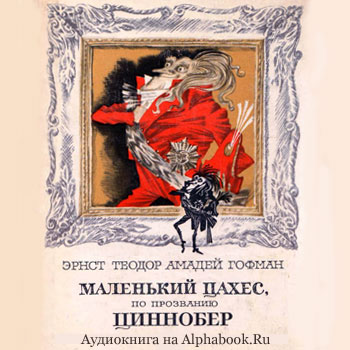 ЭРНСТ ТЕОДОР АМАДЕЙ ГОФМАН
МАЛЕНЬКИЙ ЦАХЕС,
ПО ПРОЗВАНИЮ
ЦИННОБЕР
Аудиокнига на Alphabook.Ru